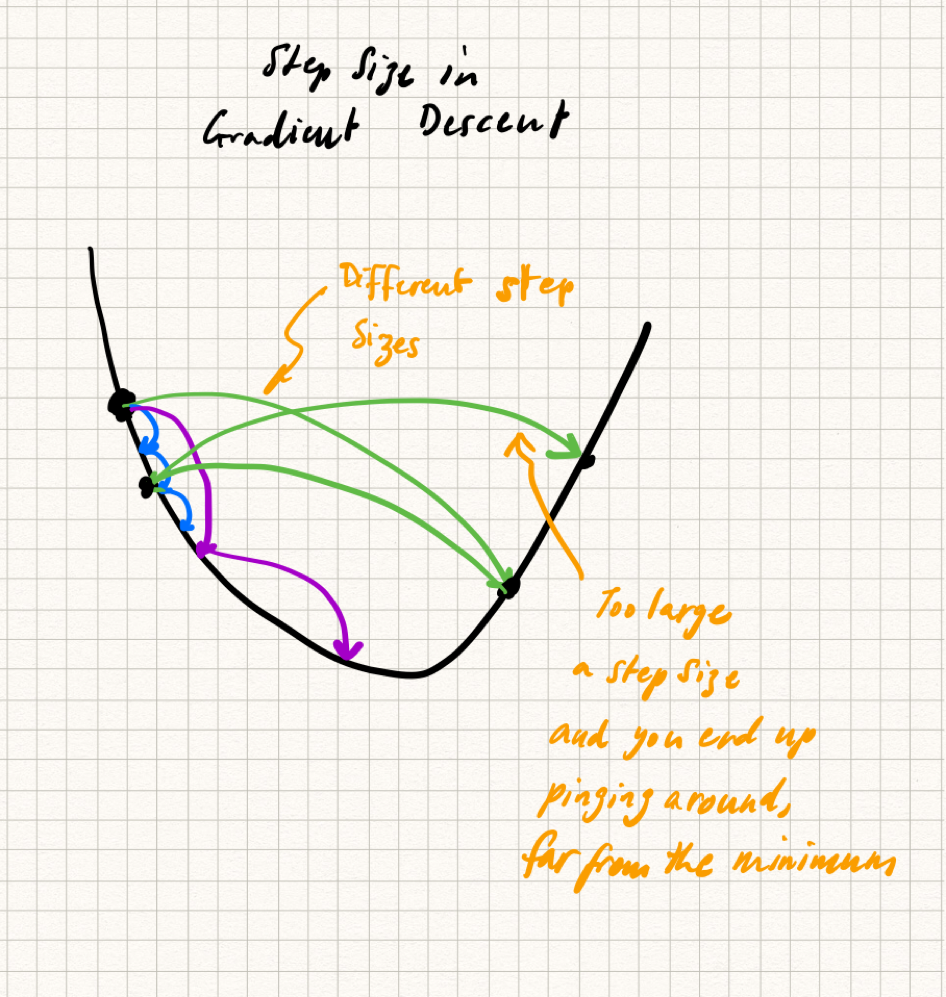 Step Size in
Gradient Descent
Different step
Sizes
Too large
a step size
and you end up
pinging around,
far from the minimum